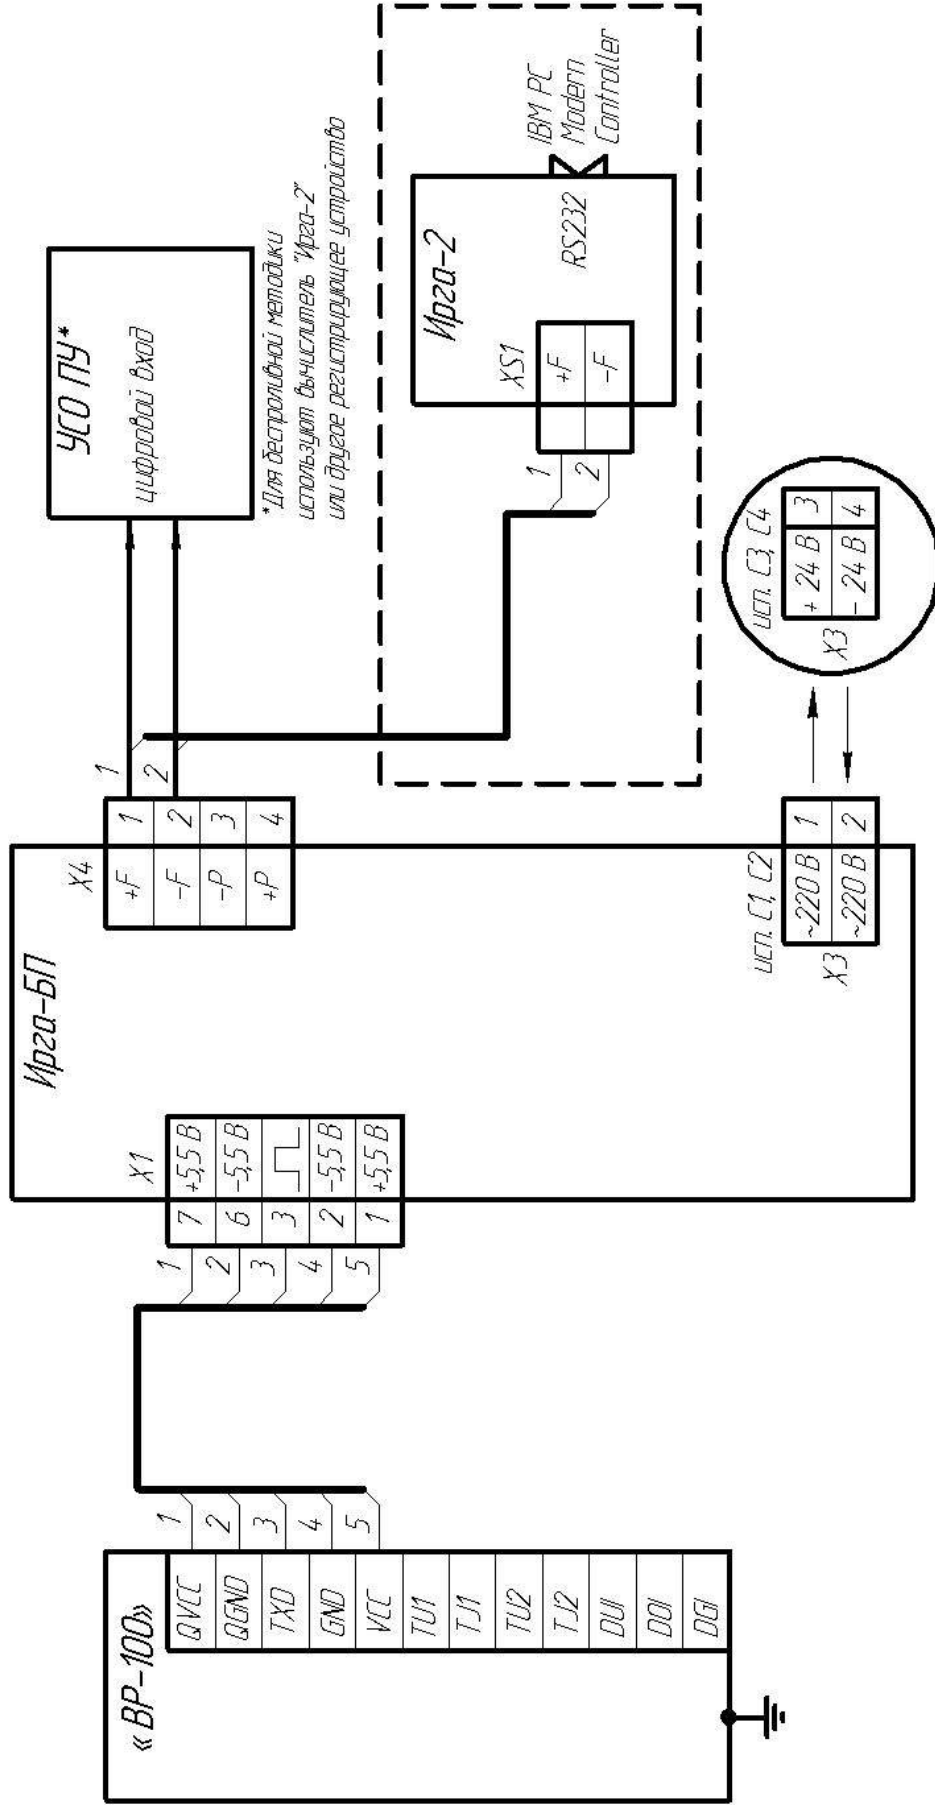 «ВР-100»
QVCC
QGND
TXD
GND
VCC
TU1
TJ1
TU2
TJ2
DUI
DOI
DGI
1
2
3
4
5
1
2
3
4
5
Ирга-БП
X1
7 +5,5 В
6 -5,5 В
3
2 -5,5 В
1 +5,5 В
X4
+F 1
-F 2
-P 3
+P 4
1
2
исп. С1, С2
~220 В 1
~220 В 2
X3
исп. С3, С4
+ 24 В 3
- 24 В 4
X3
УСО ПУ*
цифровой вход
*Для беспроливной методики
используют вычислитель "Ирга-2"
или другое регистрирующее устройство
Ирга-2
XS1
+F
-F
1
2
RS232
IBM PC
Modern
Controller